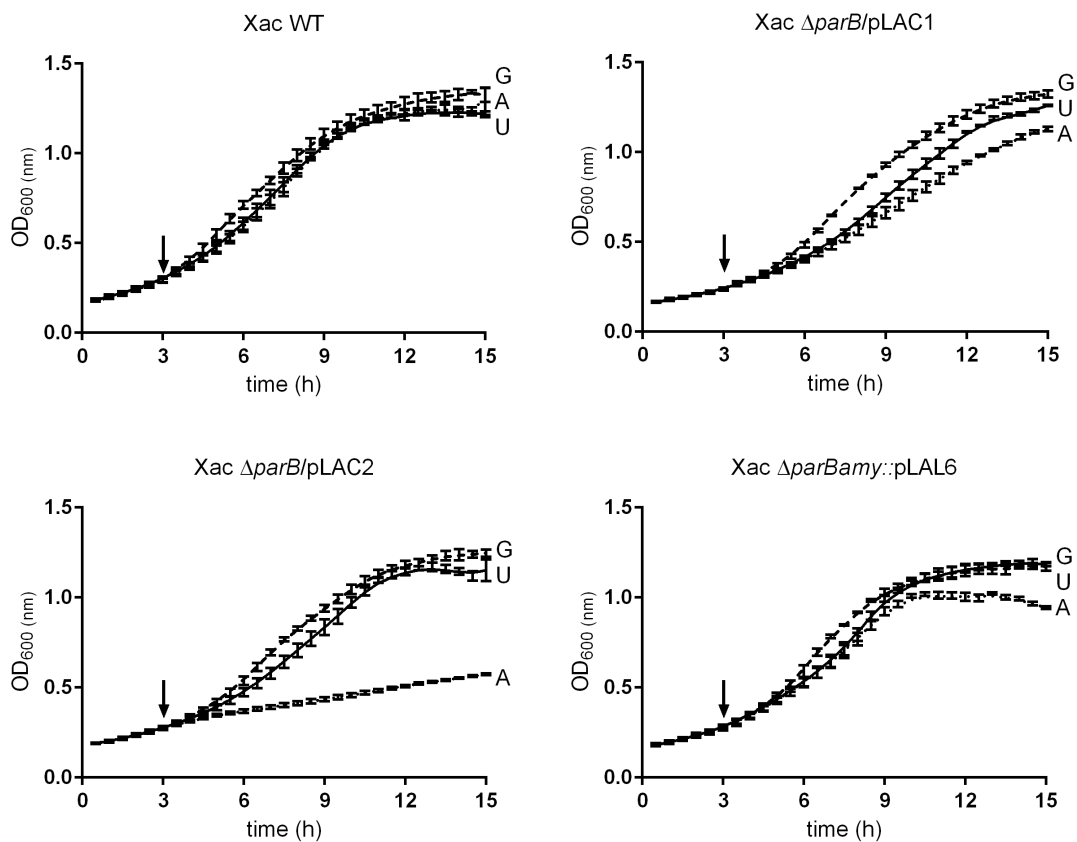 Xac WT
1.5
1.0
0.5
0.0
OD600 (nm)
G
A
U
0 3 6 9 12 15
time (h)
Xac ΔparB/pLAC1
1.5
1.0
0.5
0.0
OD600 (nm)
G
U
A
0 3 6 9 12 15
time (h)
Xac ΔparB/pLAC2
1.5
1.0
0.5
0.0
OD600 (nm)
G
U
A
0 3 6 9 12 15
time (h)
Xac ΔparBamy::pLAL6
1.5
1.0
0.5
0.0
OD600 (nm)
G
U
A
0 3 6 9 12 15
time (h)